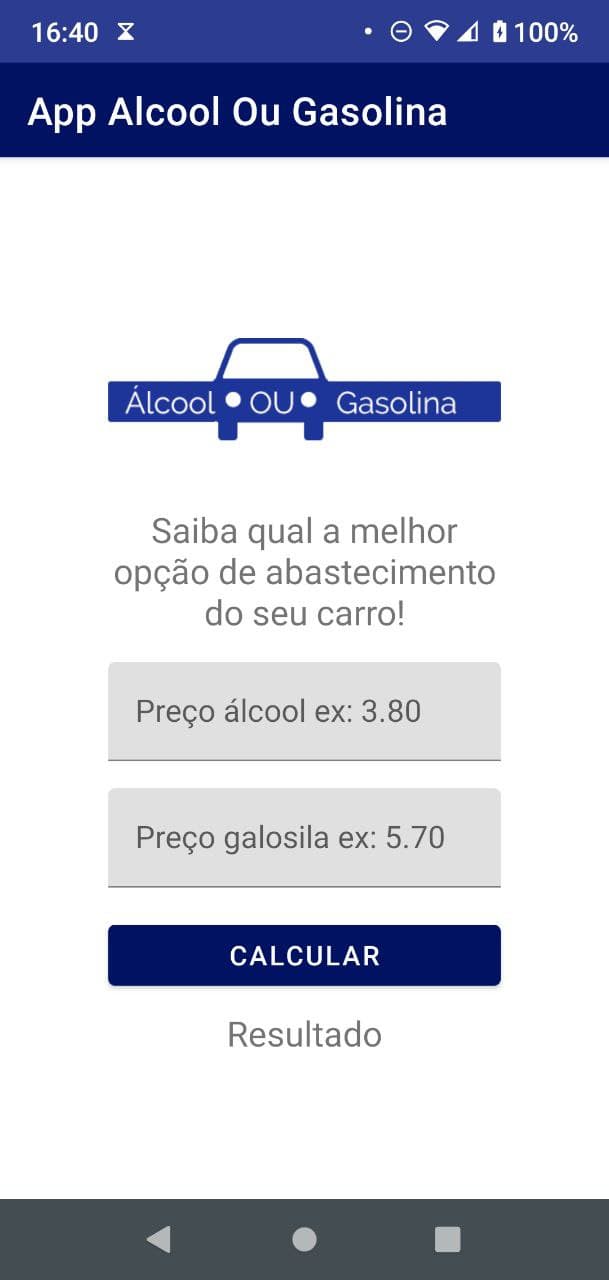 16:40
100%
App Alcool Ou Gasolina
Álcool OU Gasolina
Saiba qual a melhor
opção de abastecimento
do seu carro!
Preço álcool ex: 3.80
Preço galosila ex: 5.70
CALCULAR
Resultado